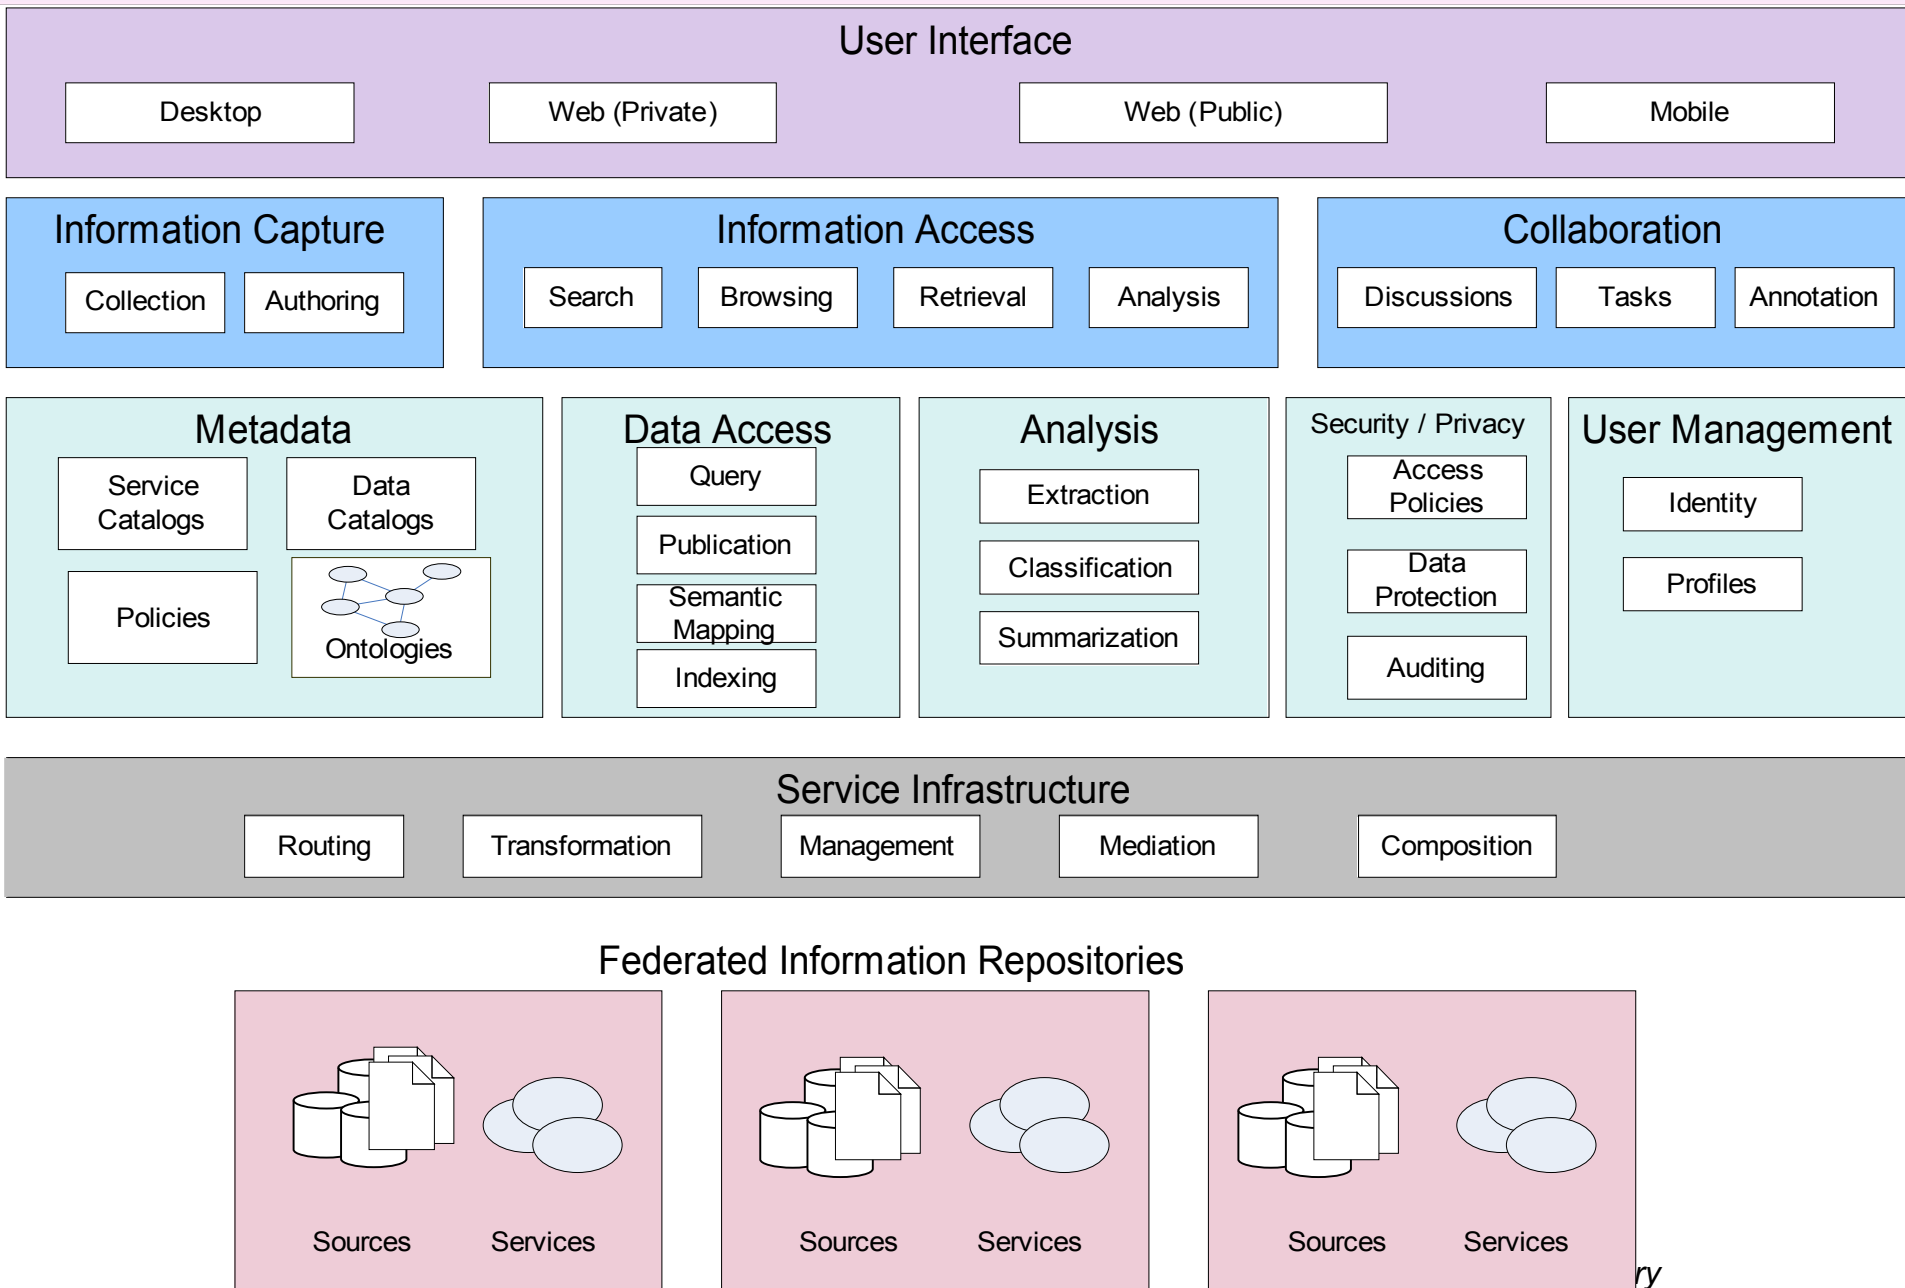 User Interface
Desktop
Web (Private)
Web (Public)
Mobile
Information Capture
Collection
Authoring
Information Access
Search
Browsing
Retrieval
Analysis
Collaboration
Discussions
Tasks
Annotation
Metadata
Service
Catalogs
Data
Catalogs
Policies
Ontologies
Data Access
Query
Publication
Semantic
Mapping
Indexing
Analysis
Extraction
Classification
Summarization
Security / Privacy
Access
Policies
Data
Protection
Auditing
User Management
Identity
Profiles
Service Infrastructure
Routing
Transformation
Management
Mediation
Composition
Federated Information Repositories
Sources
Services
Sources
Services
Sources
Services